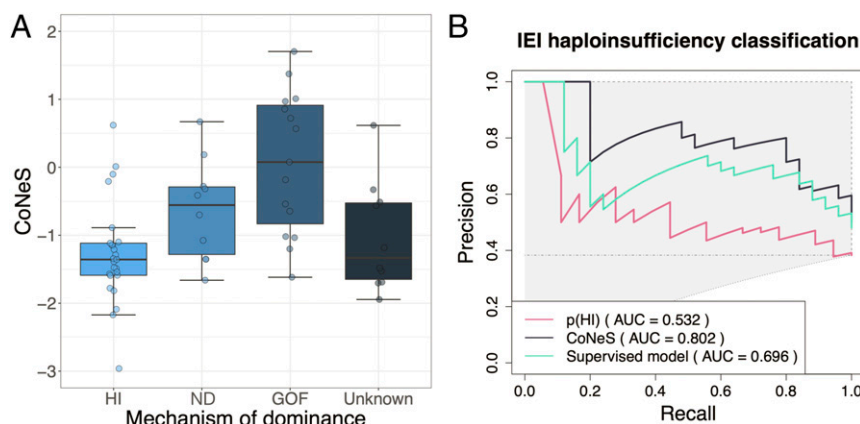 A
CoNeS
2
1
0
−1
−2
−3
HI ND GOF Unknown
Mechanism of dominance
B
IEI haploinsufficiency classification
Precision
1.0
0.8
0.6
0.4
0.2
0.0
p(HI) ( AUC = 0.532 )
CoNeS ( AUC = 0.802 )
Supervised model ( AUC = 0.696 )
0.0 0.2 0.4 0.6 0.8 1.0
Recall